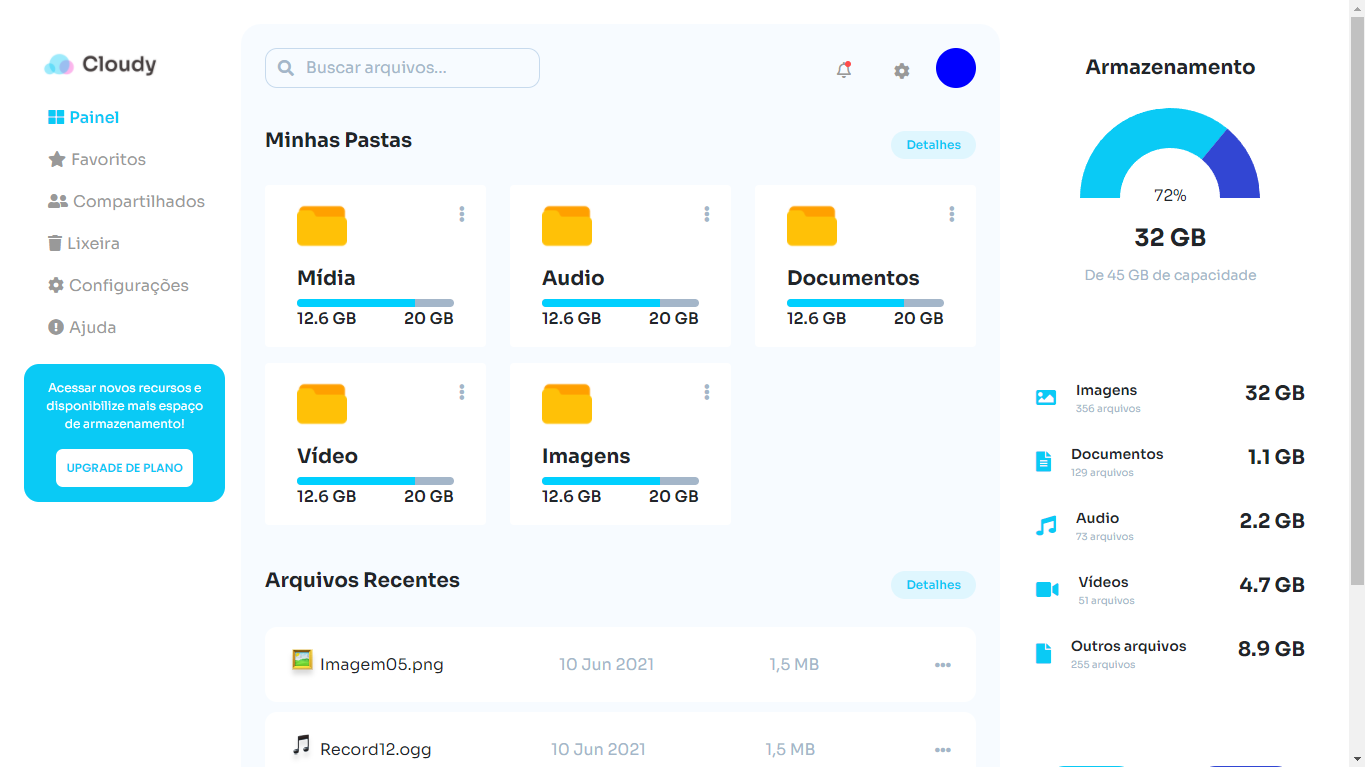 Cloudy
Painel
Favoritos
Compartilhados
Lixeira
Configurações
Ajuda
Acessar novos recursos e
disponibilize mais espaço
de armazenamento!
UPGRADE DE PLANO
Buscar arquivos...
Minhas Pastas
Detalhes
Mídia
12.6 GB 20 GB
Audio
12.6 GB 20 GB
Documentos
12.6 GB 20 GB
Vídeo
12.6 GB 20 GB
Imagens
12.6 GB 20 GB
Arquivos Recentes
Detalhes
Imagem05.png 10 Jun 2021 1,5 MB
Record12.ogg 10 Jun 2021 1,5 MB
Armazenamento
72%
32 GB
De 45 GB de capacidade
Imagens 32 GB
356 arquivos
Documentos 1.1 GB
129 arquivos
Audio 2.2 GB
73 arquivos
Vídeos 4.7 GB
51 arquivos
Outros arquivos 8.9 GB
255 arquivos